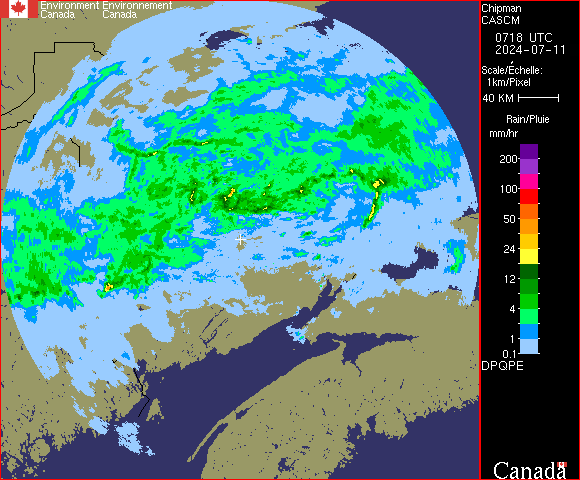 Environment Environnement
Canada Canada
Chipman
CASCM
0718 UTC
2024-07-11
Scale/Échelle:
1km/Pixel
40 KM
Rain/Pluie
mm/hr
200
100
50
24
12
4
1
0.1
DPQPE
Canada